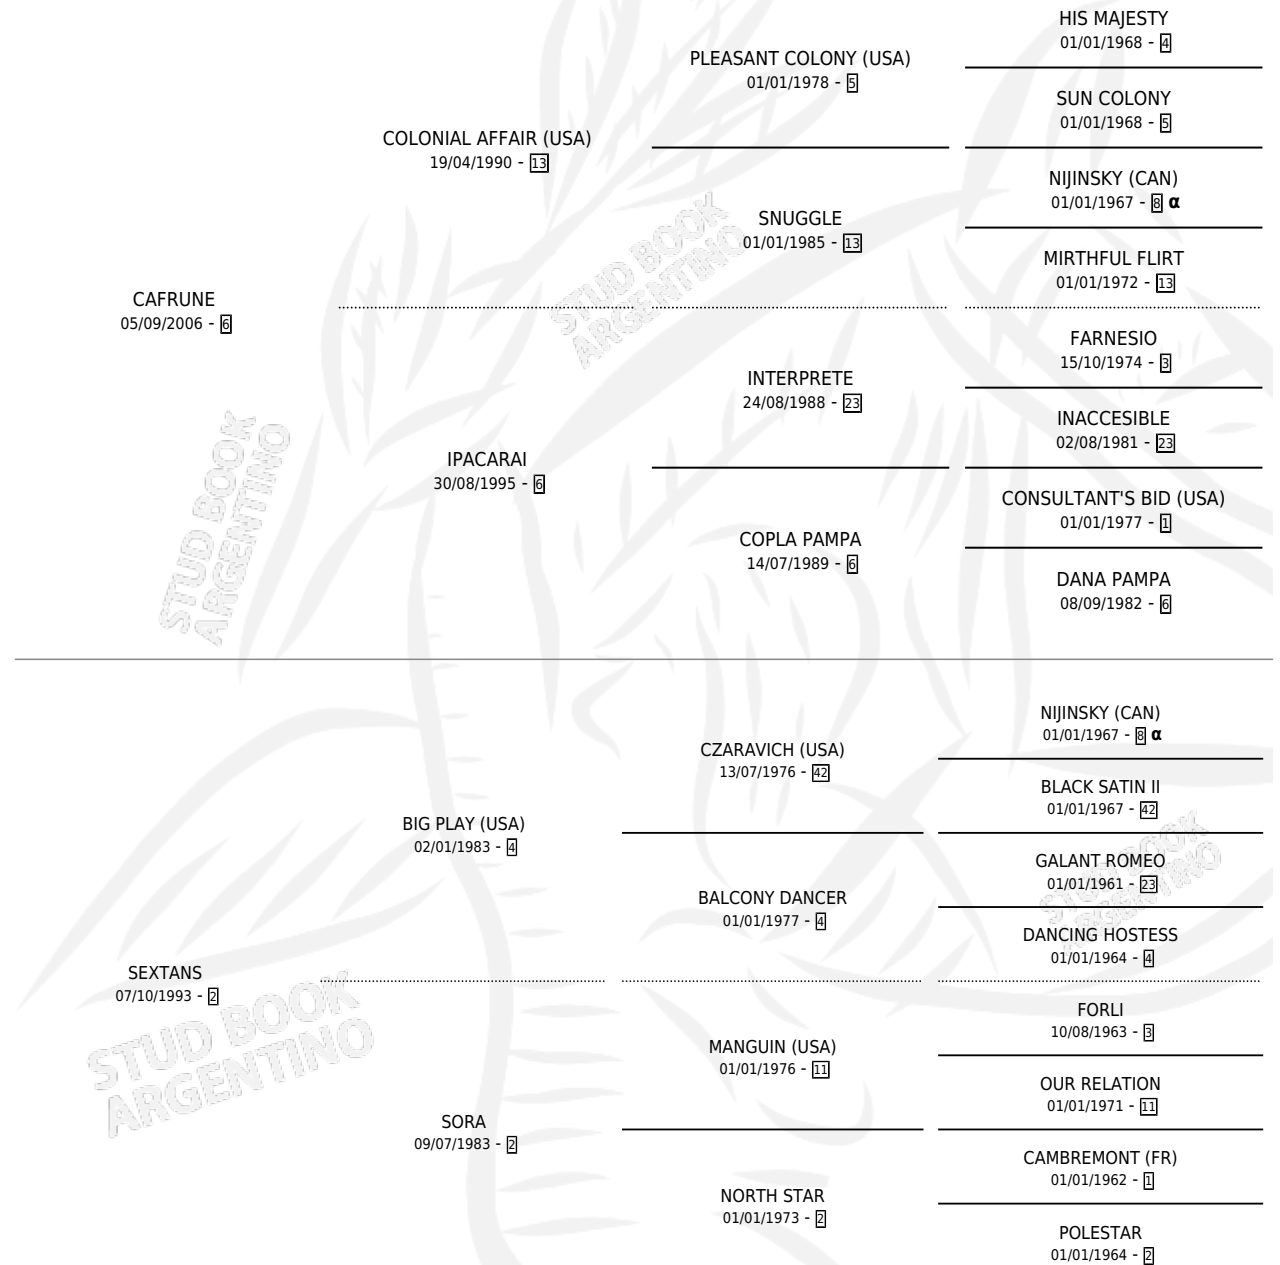 HIS MAJESTY
01/01/1968 - 4
PLEASANT COLONY (USA)
01/01/1978 - 5
SUN COLONY
01/01/1968 - 5
COLONIAL AFFAIR (USA)
19/04/1990 - 13
NIJINSKY (CAN)
01/01/1967 - 8 α
SNUGGLE
01/01/1985 - 13
MIRTHFUL FLIRT
01/01/1972 - 13
CAFRUNE
05/09/2006 - 6
FARNESIO
15/10/1974 - 3
INTERPRETE
24/08/1988 - 23
INACCESIBLE
02/08/1981 - 23
IPACARAI
30/08/1995 - 6
CONSULTANT'S BID (USA)
01/01/1977 - 1
COPLA PAMPA
14/07/1989 - 6
DANA PAMPA
08/09/1982 - 6
NIJINSKY (CAN)
01/01/1967 - 8 α
CZARAVICH (USA)
13/07/1976 - 42
BLACK SATIN II
01/01/1967 - 42
BIG PLAY (USA)
02/01/1983 - 4
GALANT ROMEO
01/01/1961 - 23
BALCONY DANCER
01/01/1977 - 4
DANCING HOSTESS
01/01/1964 - 4
SEXTANS
07/10/1993 - 2
FORLI
10/08/1963 - 3
MANGUIN (USA)
01/01/1976 - 11
OUR RELATION
01/01/1971 - 11
SORA
09/07/1983 - 2
CAMBREMONT (FR)
01/01/1962 - 1
NORTH STAR
01/01/1973 - 2
POLESTAR
01/01/1964 - 2
STUD BOOK
ARGENTINO
STUD BOOK
ARGENTINO
STUD BOOK
ARGENTINO
STUD BOOK
ARGENTINO